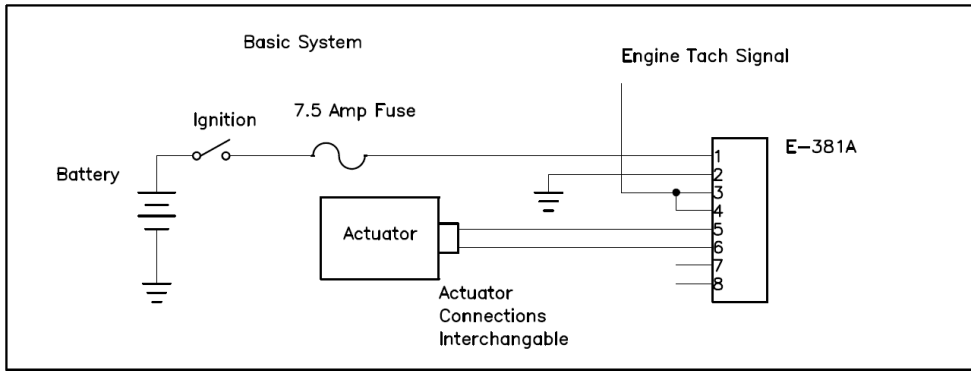 Basic System
Engine Tach Signal
7.5 Amp Fuse
Ignition
E-381A
Battery
1
2
3
4
5
6
7
8
Actuator
Actuator
Connections
Interchangable